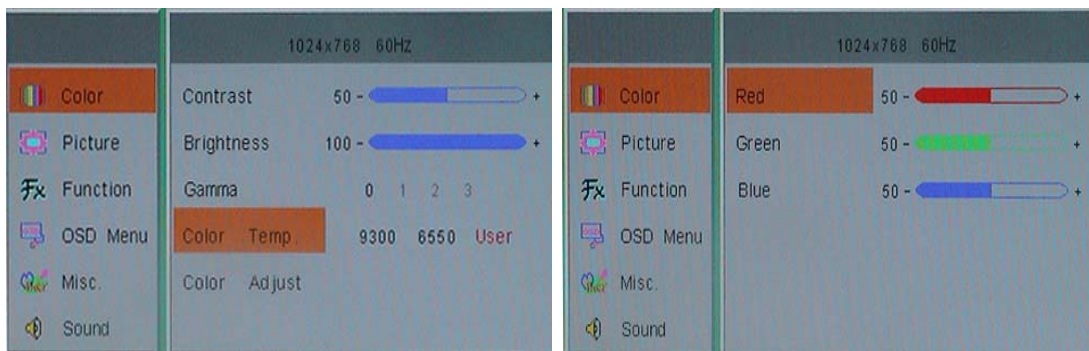 1024x768 60Hz
Color
Contrast 50 - +
Picture
Brightness 100 - +
Function
Gamma 0 1 2 3
OSD Menu
Color Temp. 9300 6550 User
Misc.
Color Adjust
Sound
1024x768 60Hz
Color
Red 50 - +
Picture
Green 50 - +
Function
Blue 50 - +
OSD Menu
Misc.
Sound